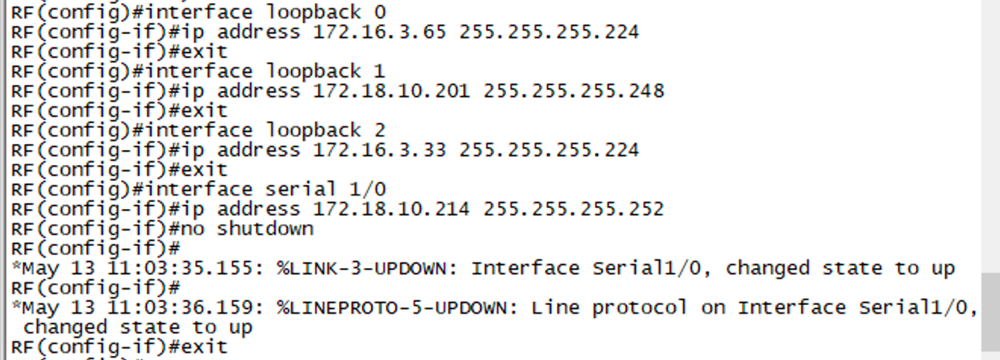 RF(config)#interface loopback 0
RF(config-if)#ip address 172.16.3.65 255.255.255.224
RF(config-if)#exit
RF(config)#interface loopback 1
RF(config-if)#ip address 172.18.10.201 255.255.255.248
RF(config-if)#exit
RF(config)#interface loopback 2
RF(config-if)#ip address 172.16.3.33 255.255.255.224
RF(config-if)#exit
RF(config)#interface serial 1/0
RF(config-if)#ip address 172.18.10.214 255.255.255.252
RF(config-if)#no shutdown
RF(config-if)#
*May 13 11:03:35.155: %LINK-3-UPDOWN: Interface Serial1/0, changed state to up
RF(config-if)#
*May 13 11:03:36.159: %LINEPROTO-5-UPDOWN: Line protocol on Interface Serial1/0,
 changed state to up
RF(config-if)#exit